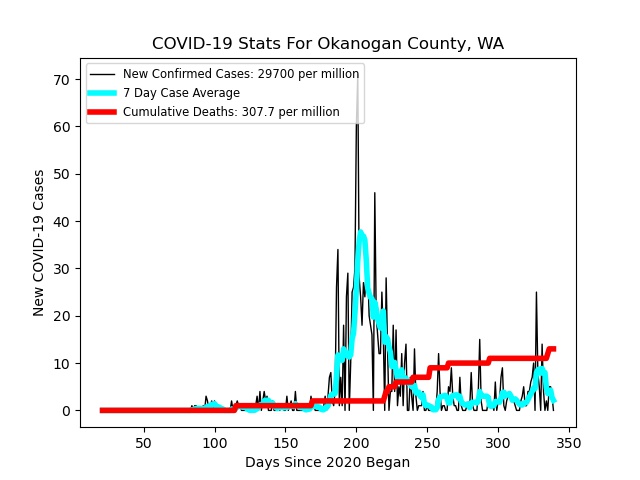 COVID-19 Stats For Okanogan County, WA
New Confirmed Cases: 29700 per million
7 Day Case Average
Cumulative Deaths: 307.7 per million
New COVID-19 Cases
70
60
50
40
30
20
10
0
50 100 150 200 250 300 350
Days Since 2020 Began